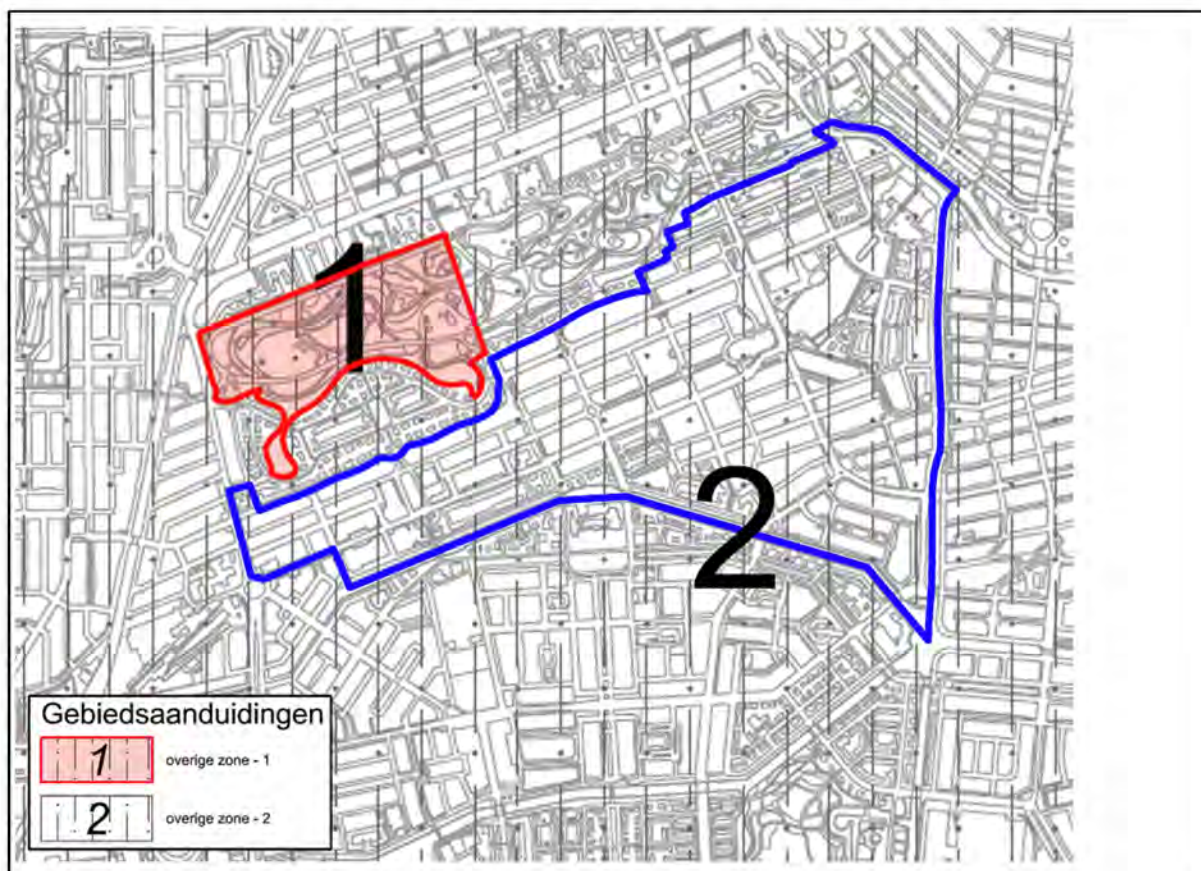 1
2
Gebiedsaanduidingen
1 overige zone - 1
2 overige zone - 2